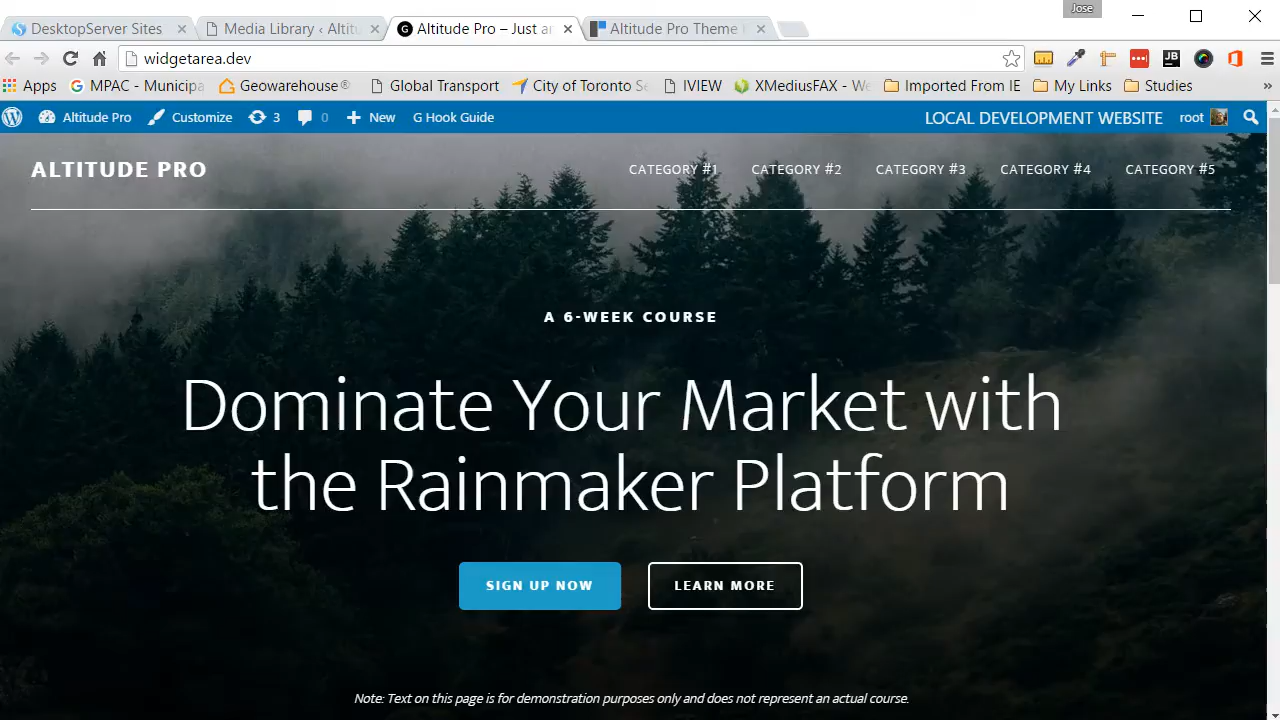 Jose
DesktopServer Sites
Media Library ‹ Altitu
Altitude Pro – Just an
Altitude Pro Theme
widgetarea.dev
JB
Apps
MPAC - Municipa
Geowarehouse®
Global Transport
City of Toronto Se
IVIEW
XMediusFAX - We
Imported From IE
My Links
Studies
»
Altitude Pro
Customize
3
0
New
G Hook Guide
LOCAL DEVELOPMENT WEBSITE
root
ALTITUDE PRO
CATEGORY #1
CATEGORY #2
CATEGORY #3
CATEGORY #4
CATEGORY #5
A 6-WEEK COURSE
Dominate Your Market with
the Rainmaker Platform
SIGN UP NOW
LEARN MORE
Note: Text on this page is for demonstration purposes only and does not represent an actual course.